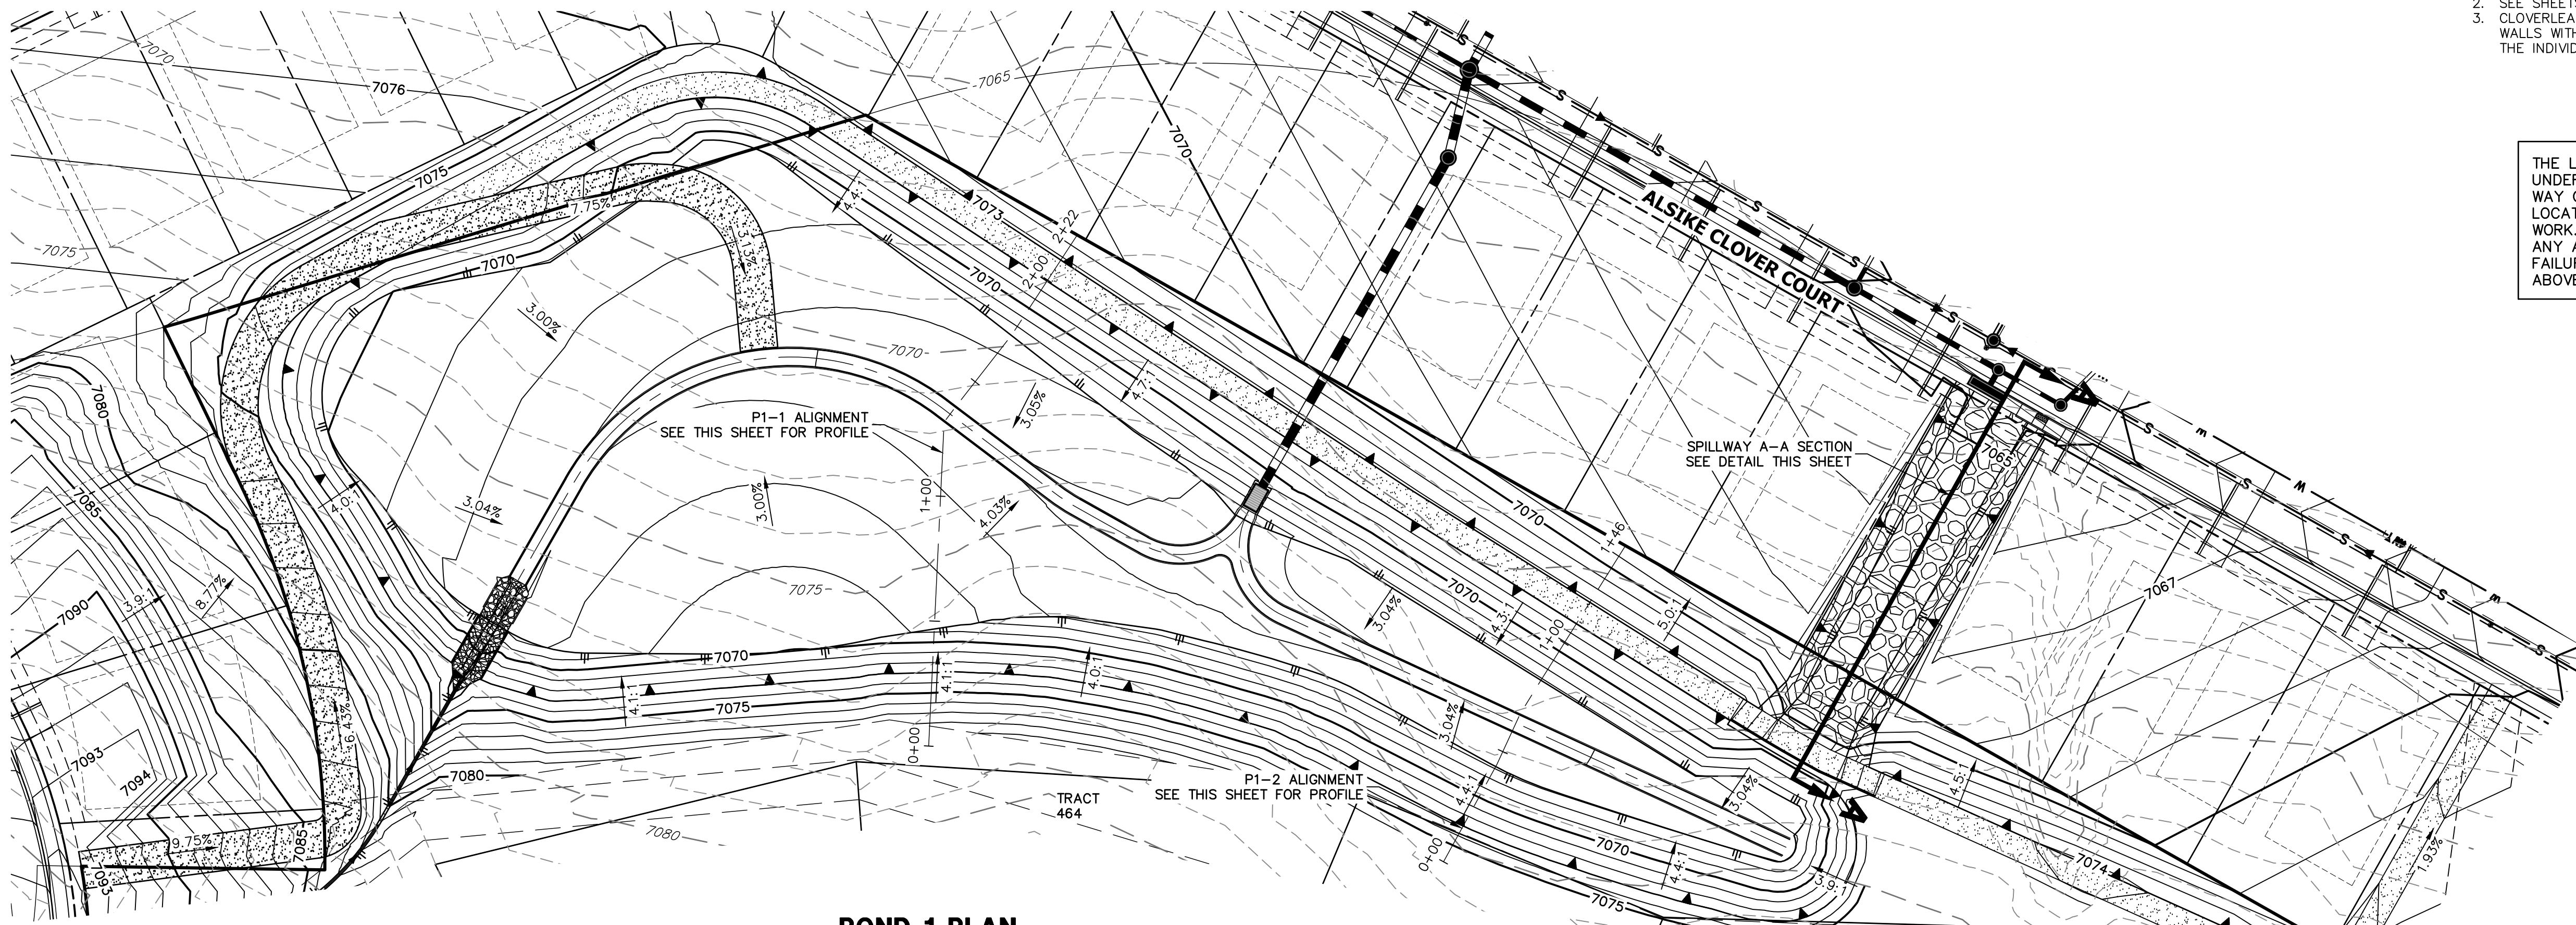 2. SEE SHEET
3. CLOVERLEA
WALLS WITH
THE INDIVID
THE L
UNDER
WAY O
LOCAT
WORK.
ANY A
FAILUR
ABOVE
7070
7076
7065
7075
7070
7073
2+22
2+00
4.4:1
7.75%
3.13%
7075
7070
7070
ALSIKE CLOVER COURT
S
S
S
S
S
S
A
3.00%
7070
4.7:1
3.05%
7080
P1-1 ALIGNMENT
SEE THIS SHEET FOR PROFILE
SPILLWAY A-A SECTION
SEE DETAIL THIS SHEET
7065
W
W
W
S
S
S
S
S
7085
4.0:1
3.04%
3.00%
1+00
4.03%
7070
1+46
7090
3.9:1
8.77%
7075
7070
4.3:1
1+00
5.0:1
3.04%
7067
7070
4.1:1
4.1:1
4.0:1
7075
6.43%
0+00
3.04%
7093
7094
7080
P1-2 ALIGNMENT
SEE THIS SHEET FOR PROFILE
TRACT
464
4.4:1
3.04%
A
4.5:1
9.75%
7085
7093
7080
0+00
7070
4.4:1
3.9:1
7075
7074
1.93%
POND 1 PLAN